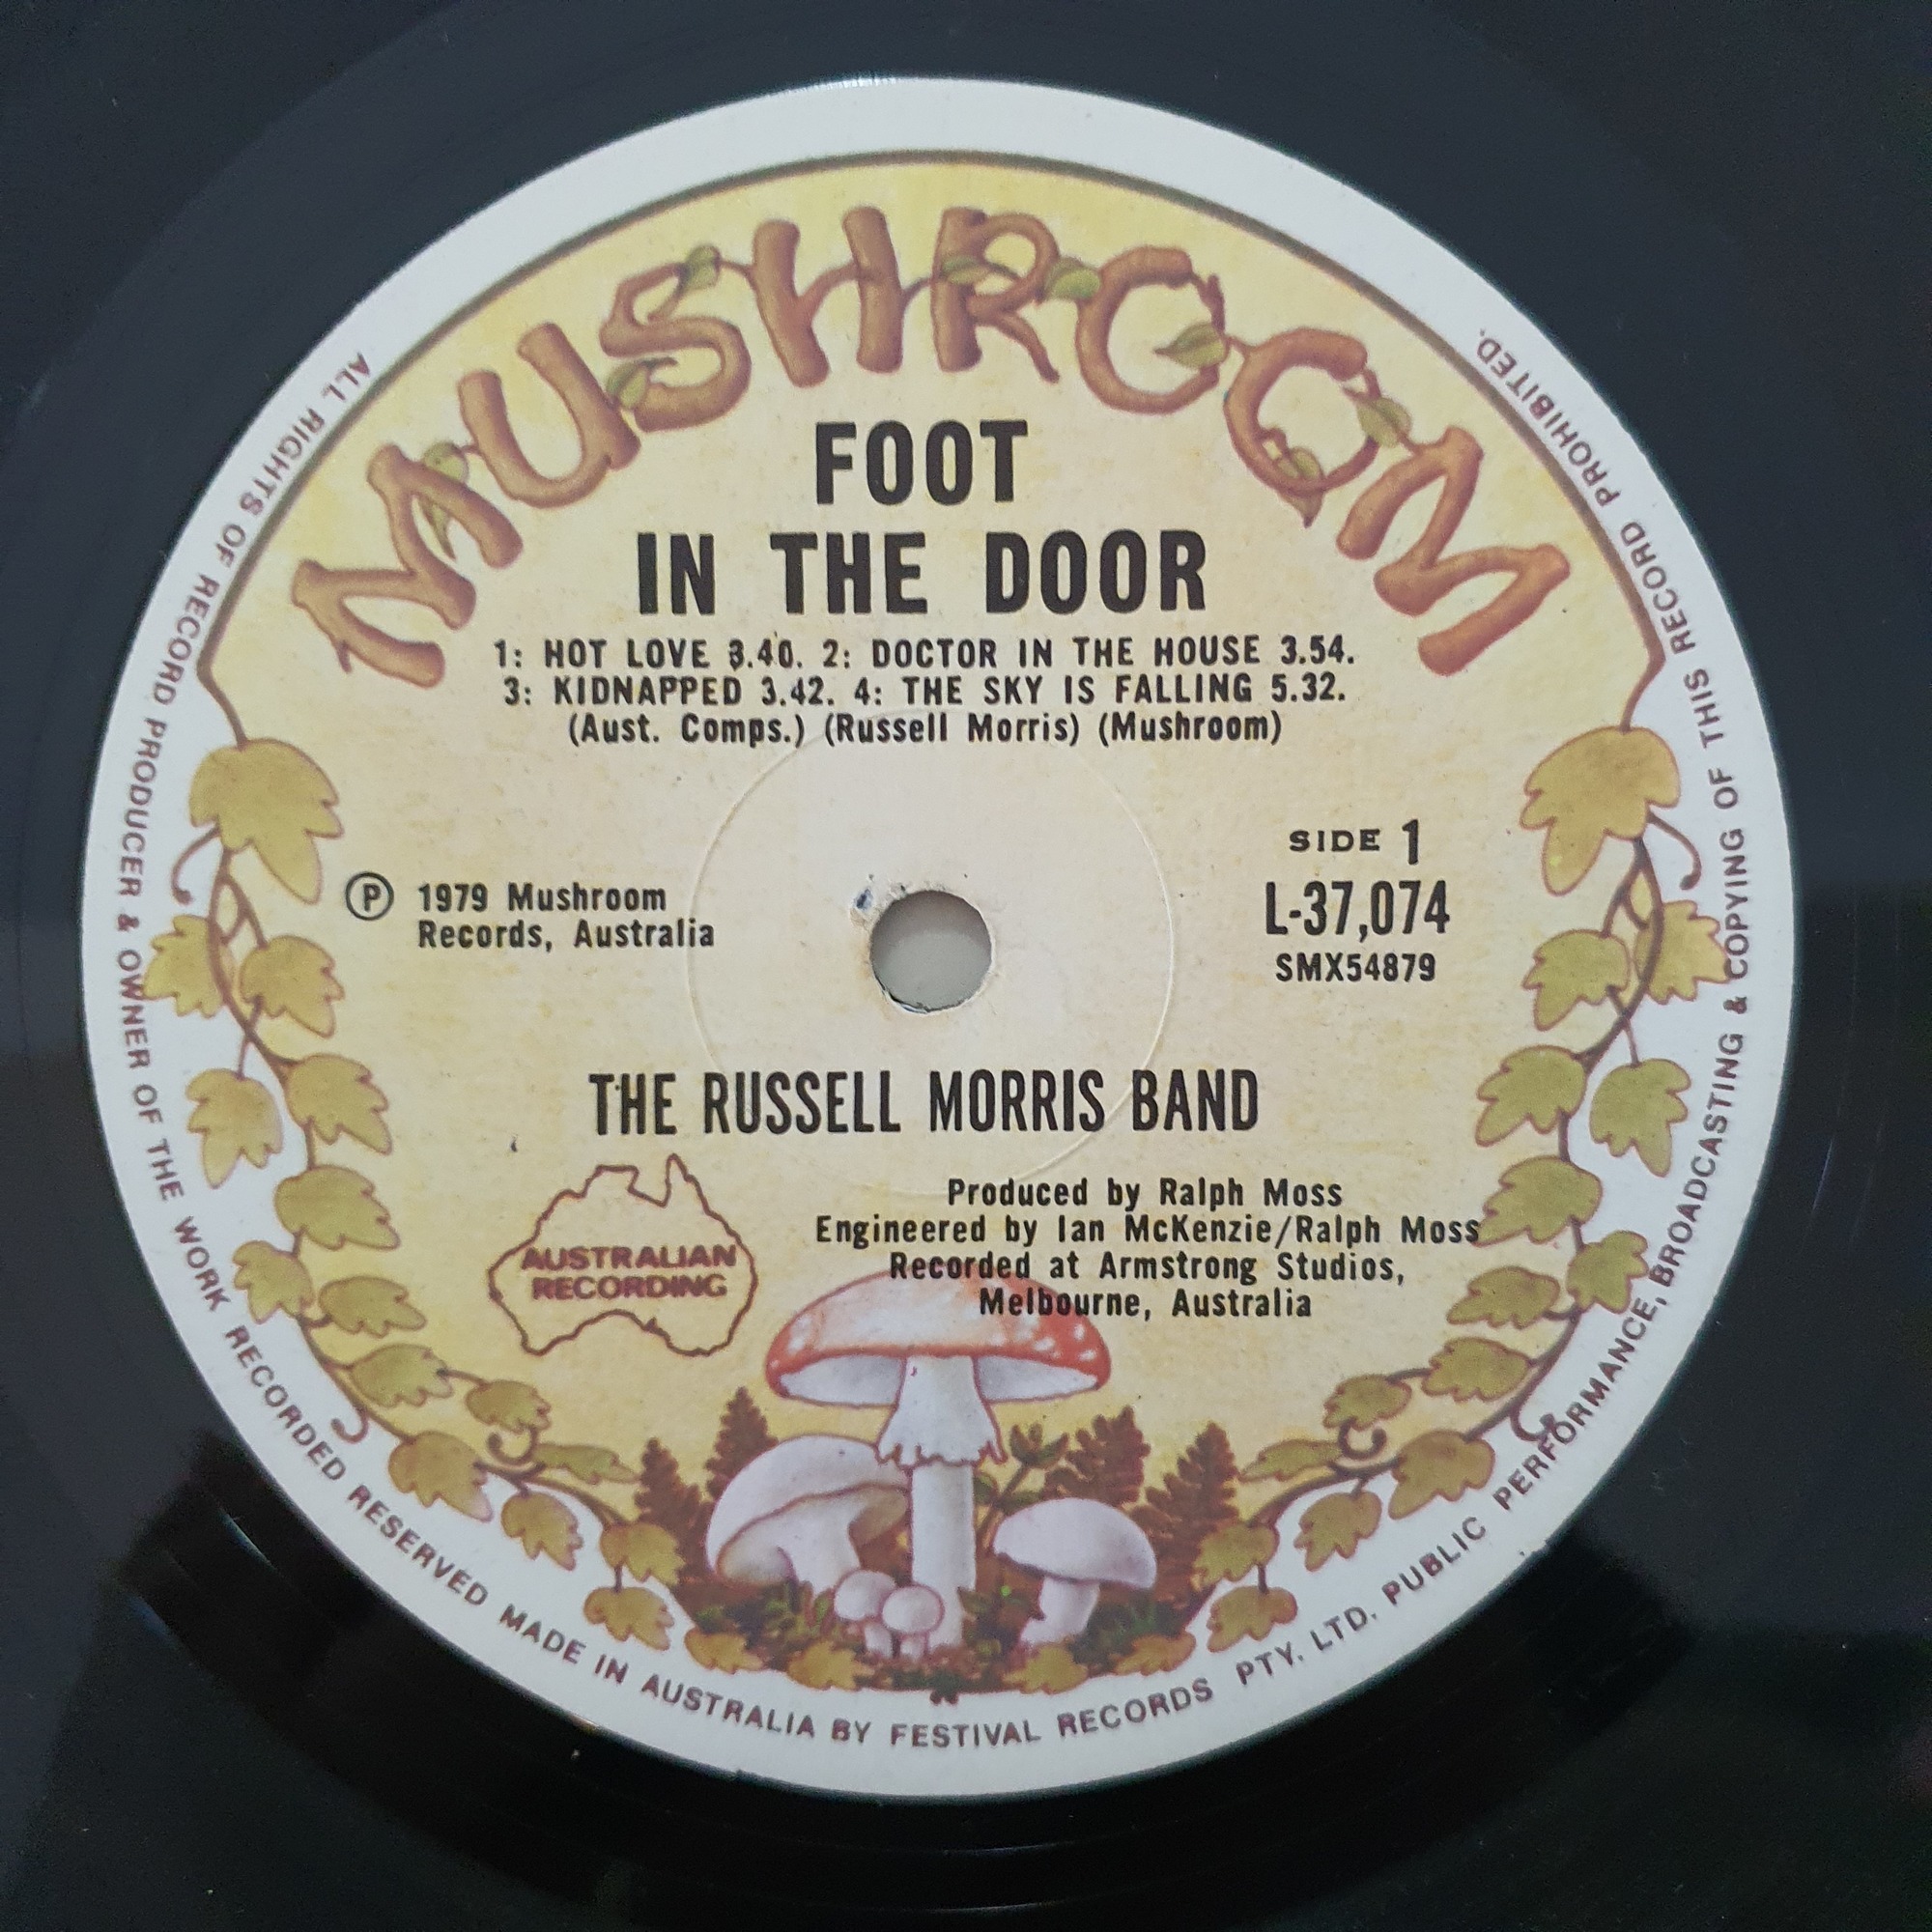 MUSHROOM
FOOT
IN THE DOOR
1: HOT LOVE 3.40. 2: DOCTOR IN THE HOUSE 3.54.
3: KIDNAPPED 3.42. 4: THE SKY IS FALLING 5.32.
(Aust. Comps.) (Russell Morris) (Mushroom)
Ⓟ 1979 Mushroom
Records, Australia
SIDE 1
L-37,074
SMX54879
THE RUSSELL MORRIS BAND
AUSTRALIAN
RECORDING
Produced by Ralph Moss
Engineered by Ian McKenzie/Ralph Moss
Recorded at Armstrong Studios,
Melbourne, Australia
ALL RIGHTS OF RECORD PRODUCER & OWNER OF THE WORK RECORDED RESERVED MADE IN AUSTRALIA BY FESTIVAL RECORDS PTY. LTD. PUBLIC PERFORMANCE, BROADCASTING & COPYING OF THIS RECORD PROHIBITED.